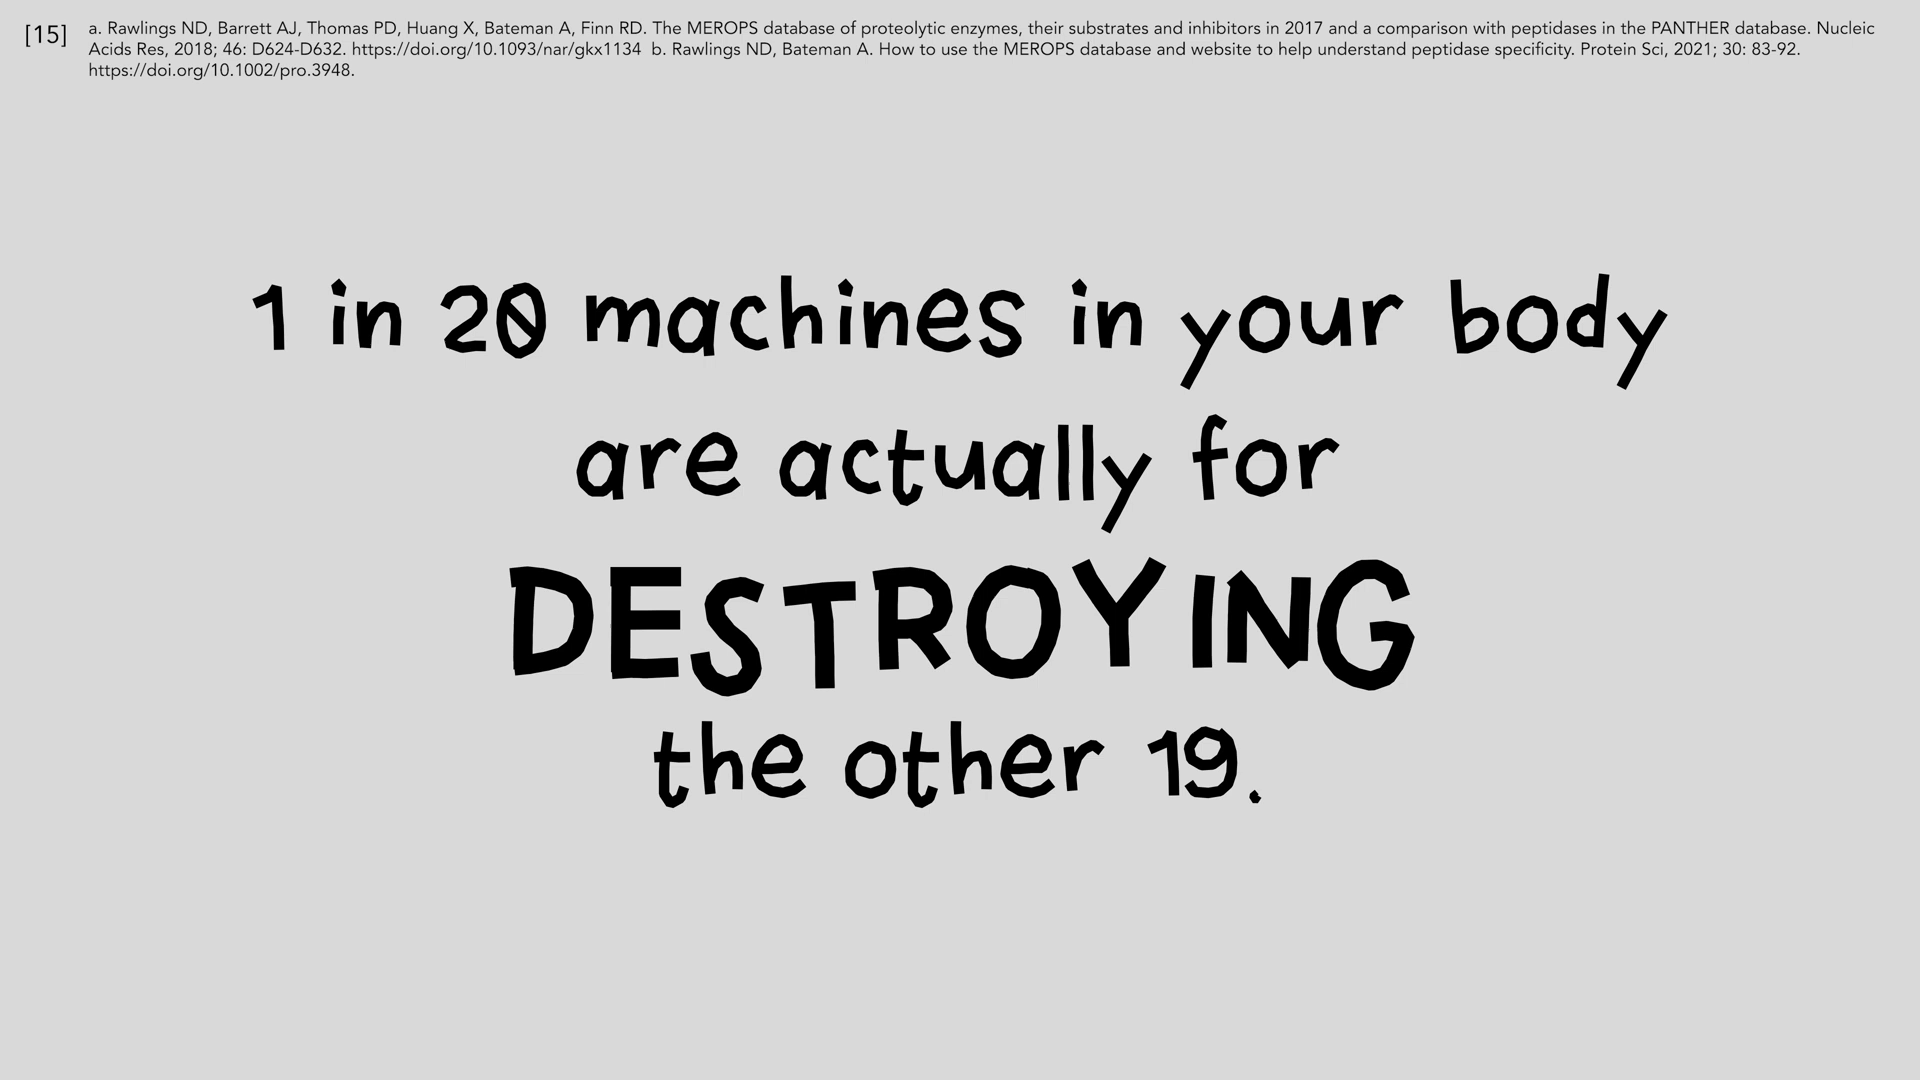 [15] a. Rawlings ND, Barrett AJ, Thomas PD, Huang X, Bateman A, Finn RD. The MEROPS database of proteolytic enzymes, their substrates and inhibitors in 2017 and a comparison with peptidases in the PANTHER database. Nucleic
Acids Res, 2018; 46: D624-D632. https://doi.org/10.1093/nar/gkx1134 b. Rawlings ND, Bateman A. How to use the MEROPS database and website to help understand peptidase specificity. Protein Sci, 2021; 30: 83-92.
https://doi.org/10.1002/pro.3948.
1 in 20 machines in your body
are actually for
DESTROYING
the other 19.